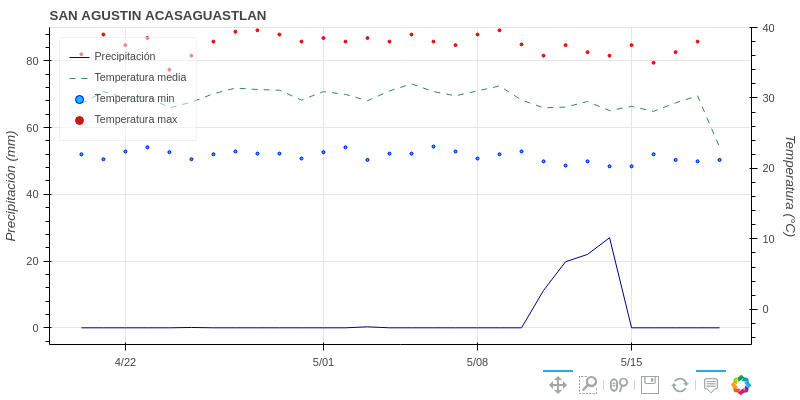 SAN AGUSTIN ACASAGUASTLAN
Precipitación
Temperatura media
Temperatura min
Temperatura max
Precipitación (mm)
80
60
40
20
0
Temperatura (°C)
40
30
20
10
0
4/22
5/01
5/08
5/15